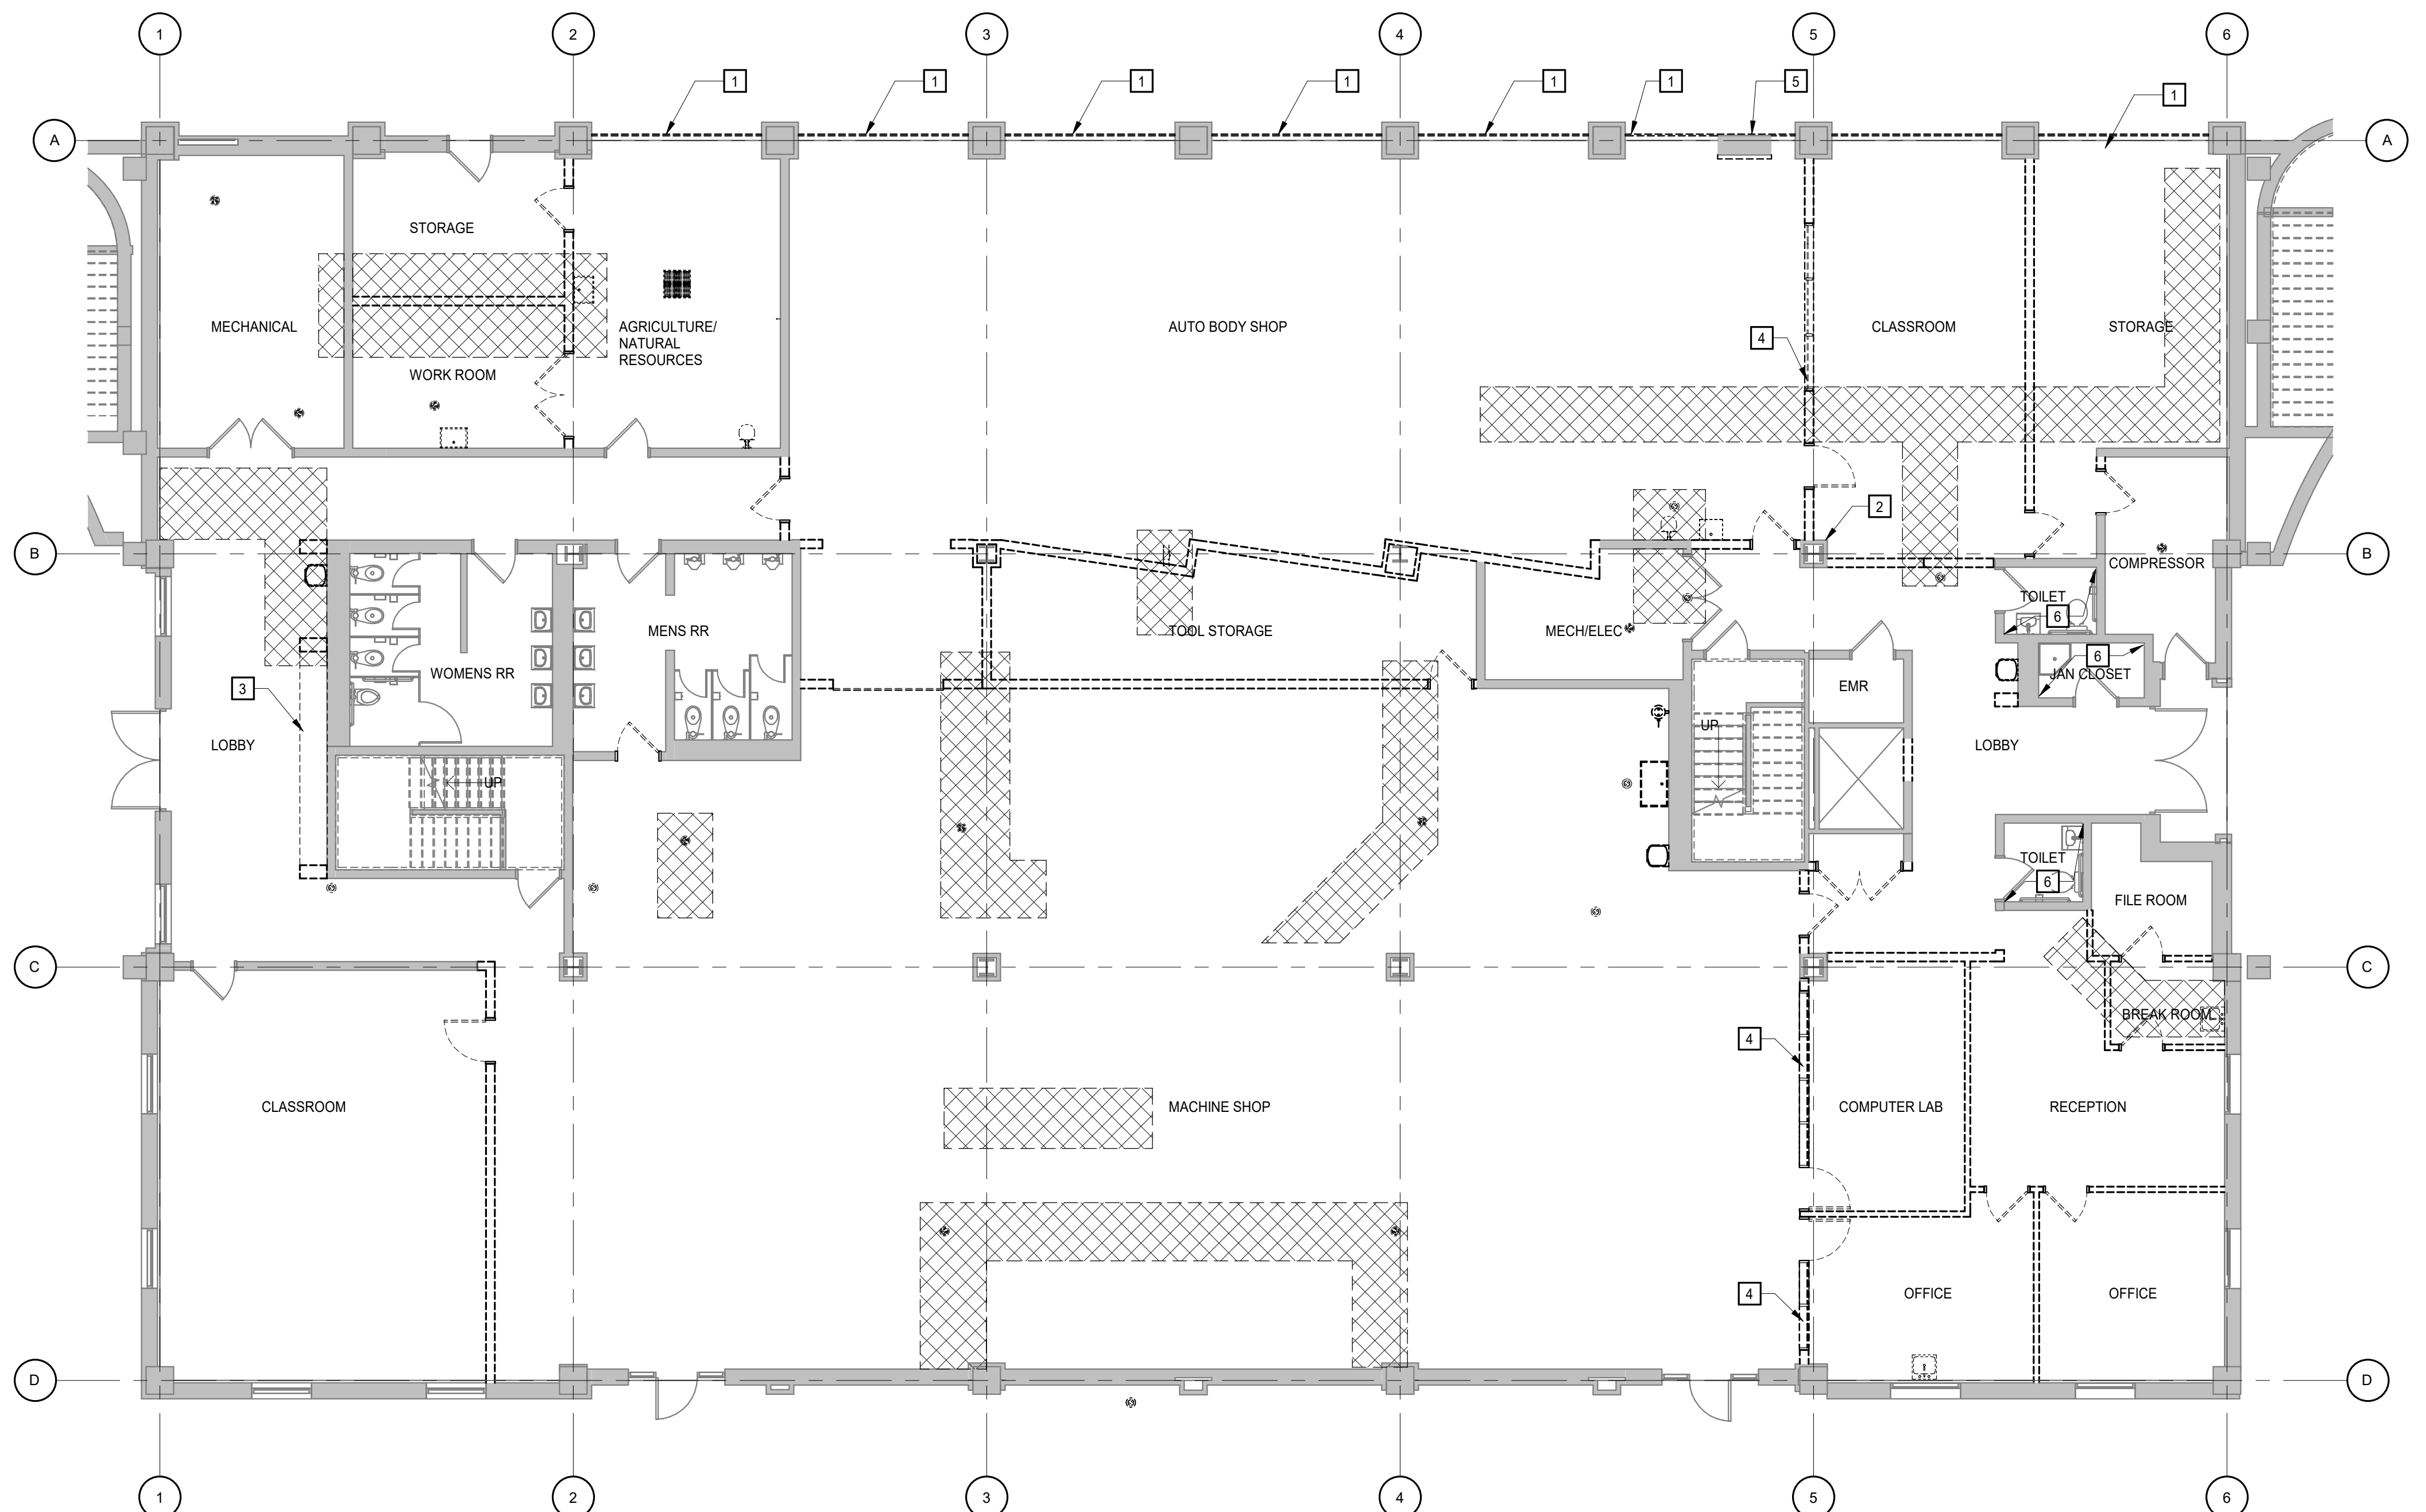 1
2
3
4
5
6
1
1
1
1
1
1
5
1
A
A
STORAGE
MECHANICAL
AGRICULTURE/
NATURAL
RESOURCES
AUTO BODY SHOP
CLASSROOM
STORAGE
4
WORK ROOM
2
B
B
COMPRESSOR
TOILET
6
MENS RR
TOOL STORAGE
MECH/ELEC
6
WOMENS RR
JAN CLOSET
3
EMR
UP
LOBBY
LOBBY
UP
TOILET
6
FILE ROOM
C
C
BREAK ROOM
4
CLASSROOM
MACHINE SHOP
COMPUTER LAB
RECEPTION
4
OFFICE
OFFICE
D
D
1
2
3
4
5
6